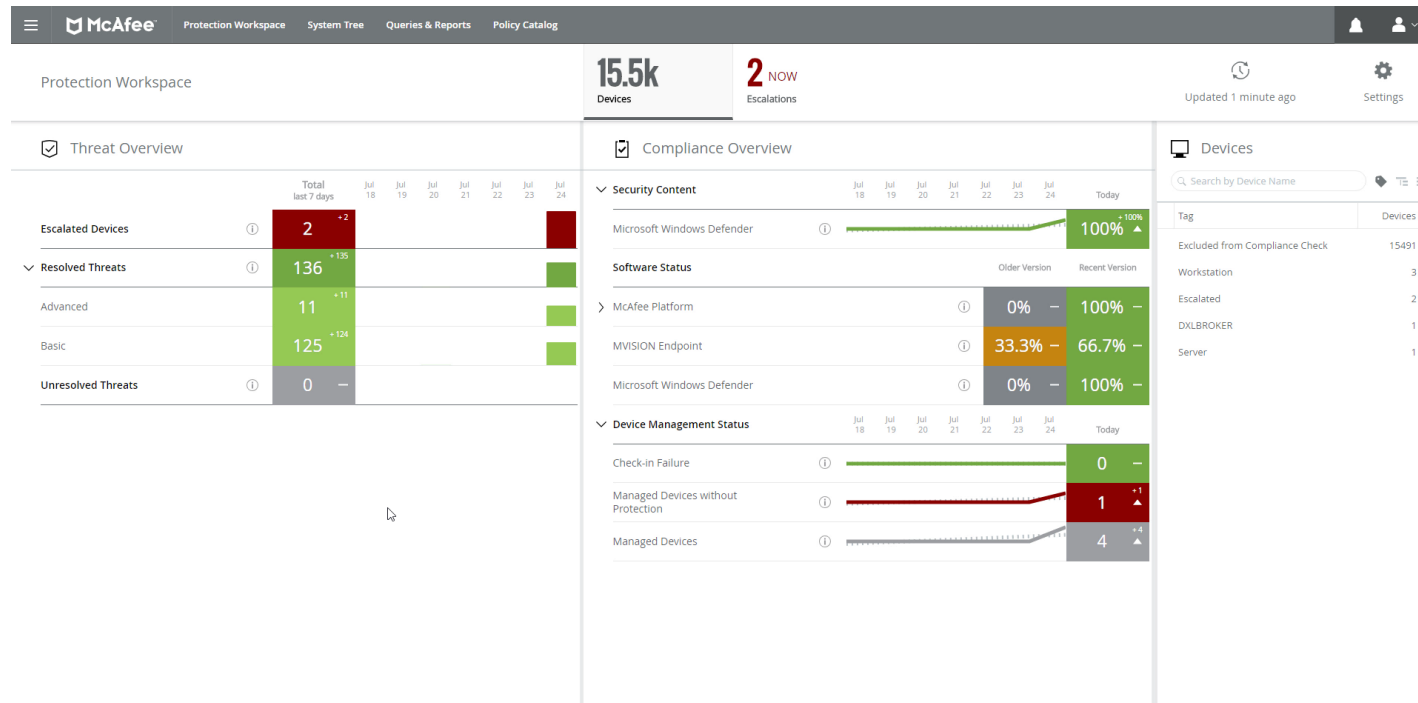 McAfee Protection Workspace System Tree Queries & Reports Policy Catalog
Protection Workspace
15.5k
Devices
2 NOW
Escalations
Updated 1 minute ago
Settings
Threat Overview
Total
last 7 days
Jul 18 Jul 19 Jul 20 Jul 21 Jul 22 Jul 23 Jul 24
Escalated Devices 2 +2
Resolved Threats 136 +135
Advanced 11 +11
Basic 125 +124
Unresolved Threats 0 –
Compliance Overview
Security Content Jul 18 Jul 19 Jul 20 Jul 21 Jul 22 Jul 23 Jul 24 Today
Microsoft Windows Defender 100% +100%
Software Status Older Version Recent Version
McAfee Platform 0% – 100% –
MVISION Endpoint 33.3% – 66.7% –
Microsoft Windows Defender 0% – 100% –
Device Management Status Jul 18 Jul 19 Jul 20 Jul 21 Jul 22 Jul 23 Jul 24 Today
Check-in Failure 0 –
Managed Devices without
Protection 1 +1
Managed Devices 4 +4
Devices
Search by Device Name
Tag Devices
Excluded from Compliance Check 15491
Workstation 3
Escalated 2
DXLBROKER 1
Server 1